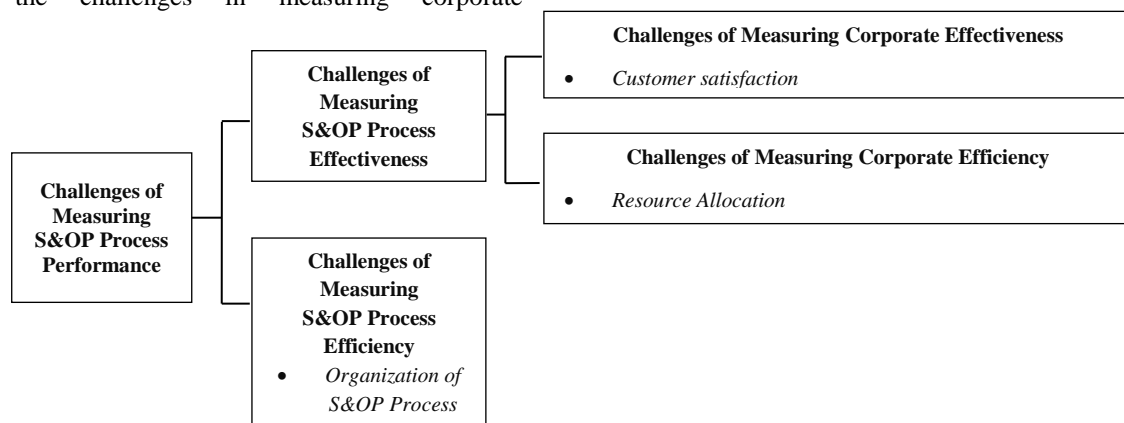 the challenges in measuring corporate
Challenges of
Measuring
S&OP Process
Performance
Challenges of
Measuring
S&OP Process
Effectiveness
Challenges of Measuring Corporate Effectiveness
• Customer satisfaction
Challenges of Measuring Corporate Efficiency
• Resource Allocation
Challenges of
Measuring
S&OP Process
Efficiency
• Organization of
S&OP Process